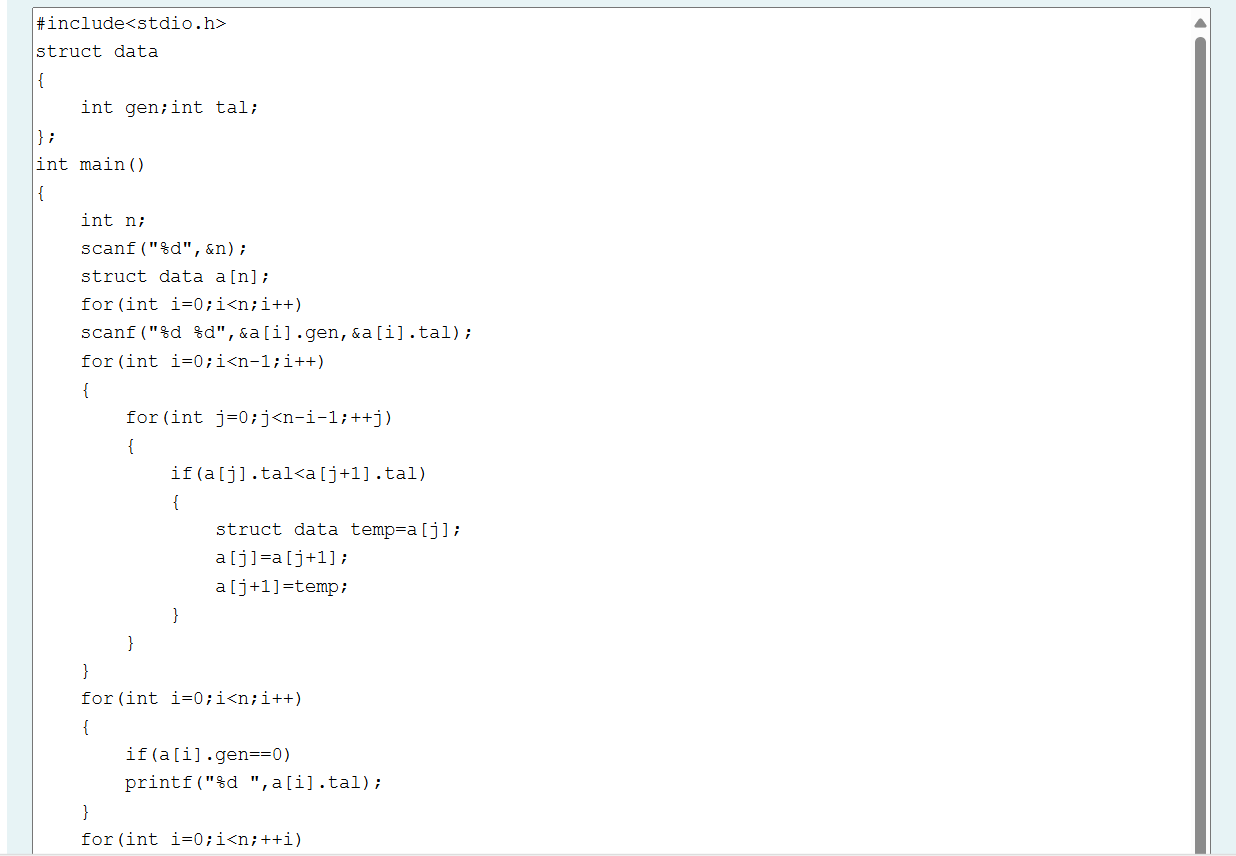 #include<stdio.h>
struct data
{
    int gen;int tal;
};
int main()
{
    int n;
    scanf("%d",&n);
    struct data a[n];
    for(int i=0;i<n;i++)
    scanf("%d %d",&a[i].gen,&a[i].tal);
    for(int i=0;i<n-1;i++)
    {
        for(int j=0;j<n-i-1;++j)
        {
            if(a[j].tal<a[j+1].tal)
            {
                struct data temp=a[j];
                a[j]=a[j+1];
                a[j+1]=temp;
            }
        }
    }
    for(int i=0;i<n;i++)
    {
        if(a[i].gen==0)
        printf("%d ",a[i].tal);
    }
    for(int i=0;i<n;++i)